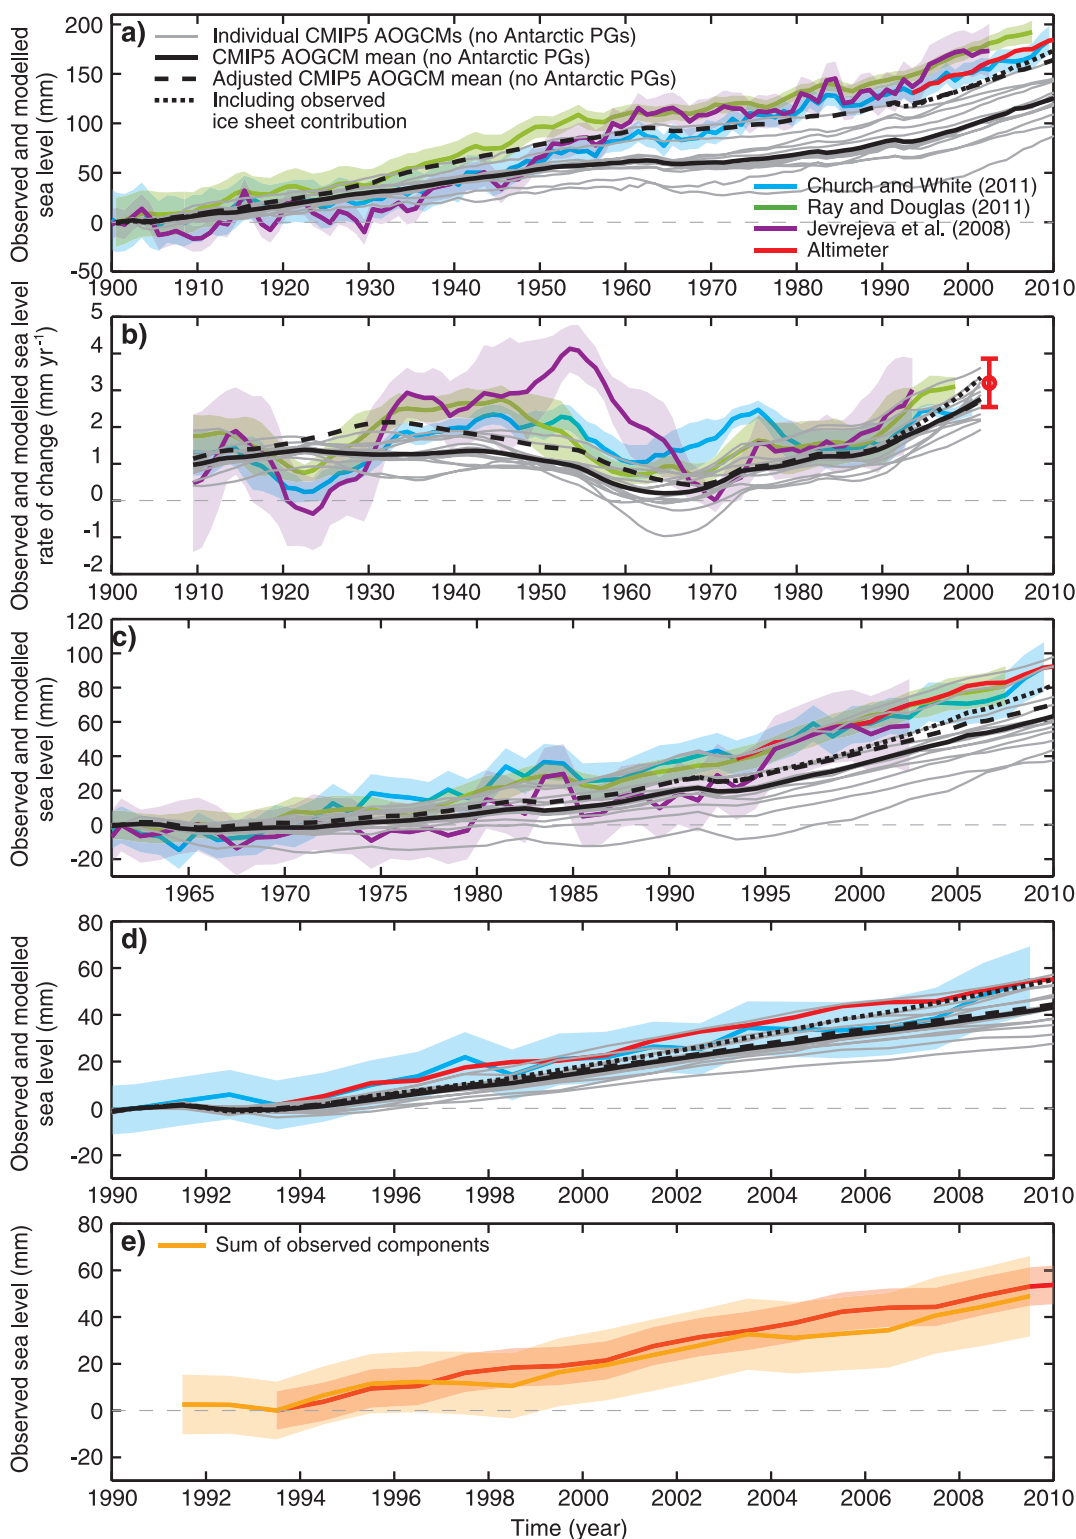 Observed and modelled
sea level (mm)
200
150
100
50
0
-50
a)
Individual CMIP5 AOGCMs (no Antarctic PGs)
CMIP5 AOGCM mean (no Antarctic PGs)
Adjusted CMIP5 AOGCM mean (no Antarctic PGs)
Including observed
ice sheet contribution
Church and White (2011)
Ray and Douglas (2011)
Jevrejeva et al. (2008)
Altimeter
1900 1910 1920 1930 1940 1950 1960 1970 1980 1990 2000 2010
Observed and modelled sea level
rate of change (mm yr-1)
5
4
3
2
1
0
-1
-2
b)
1900 1910 1920 1930 1940 1950 1960 1970 1980 1990 2000 2010
Observed and modelled
sea level (mm)
120
100
80
60
40
20
0
-20
c)
1965 1970 1975 1980 1985 1990 1995 2000 2005 2010
Observed and modelled
sea level (mm)
80
60
40
20
0
-20
d)
1990 1992 1994 1996 1998 2000 2002 2004 2006 2008 2010
Observed sea level (mm)
80
60
40
20
0
-20
e)
Sum of observed components
1990 1992 1994 1996 1998 2000 2002 2004 2006 2008 2010
Time (year)